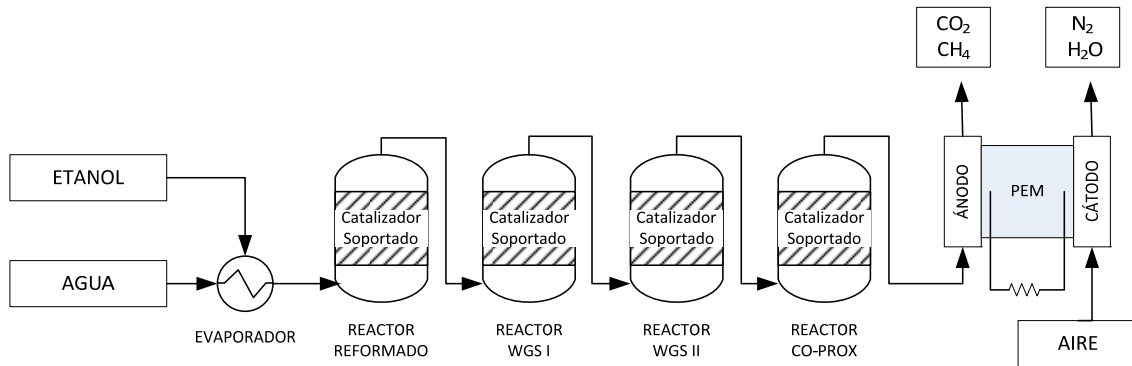 CO₂
CH₄
N₂
H₂O
ETANOL
AGUA
EVAPORADOR
Catalizador
Soportado
REACTOR
REFORMADO
Catalizador
Soportado
REACTOR
WGS I
Catalizador
Soportado
REACTOR
WGS II
Catalizador
Soportado
REACTOR
CO-PROX
ÁNODO
PEM
CÁTODO
AIRE